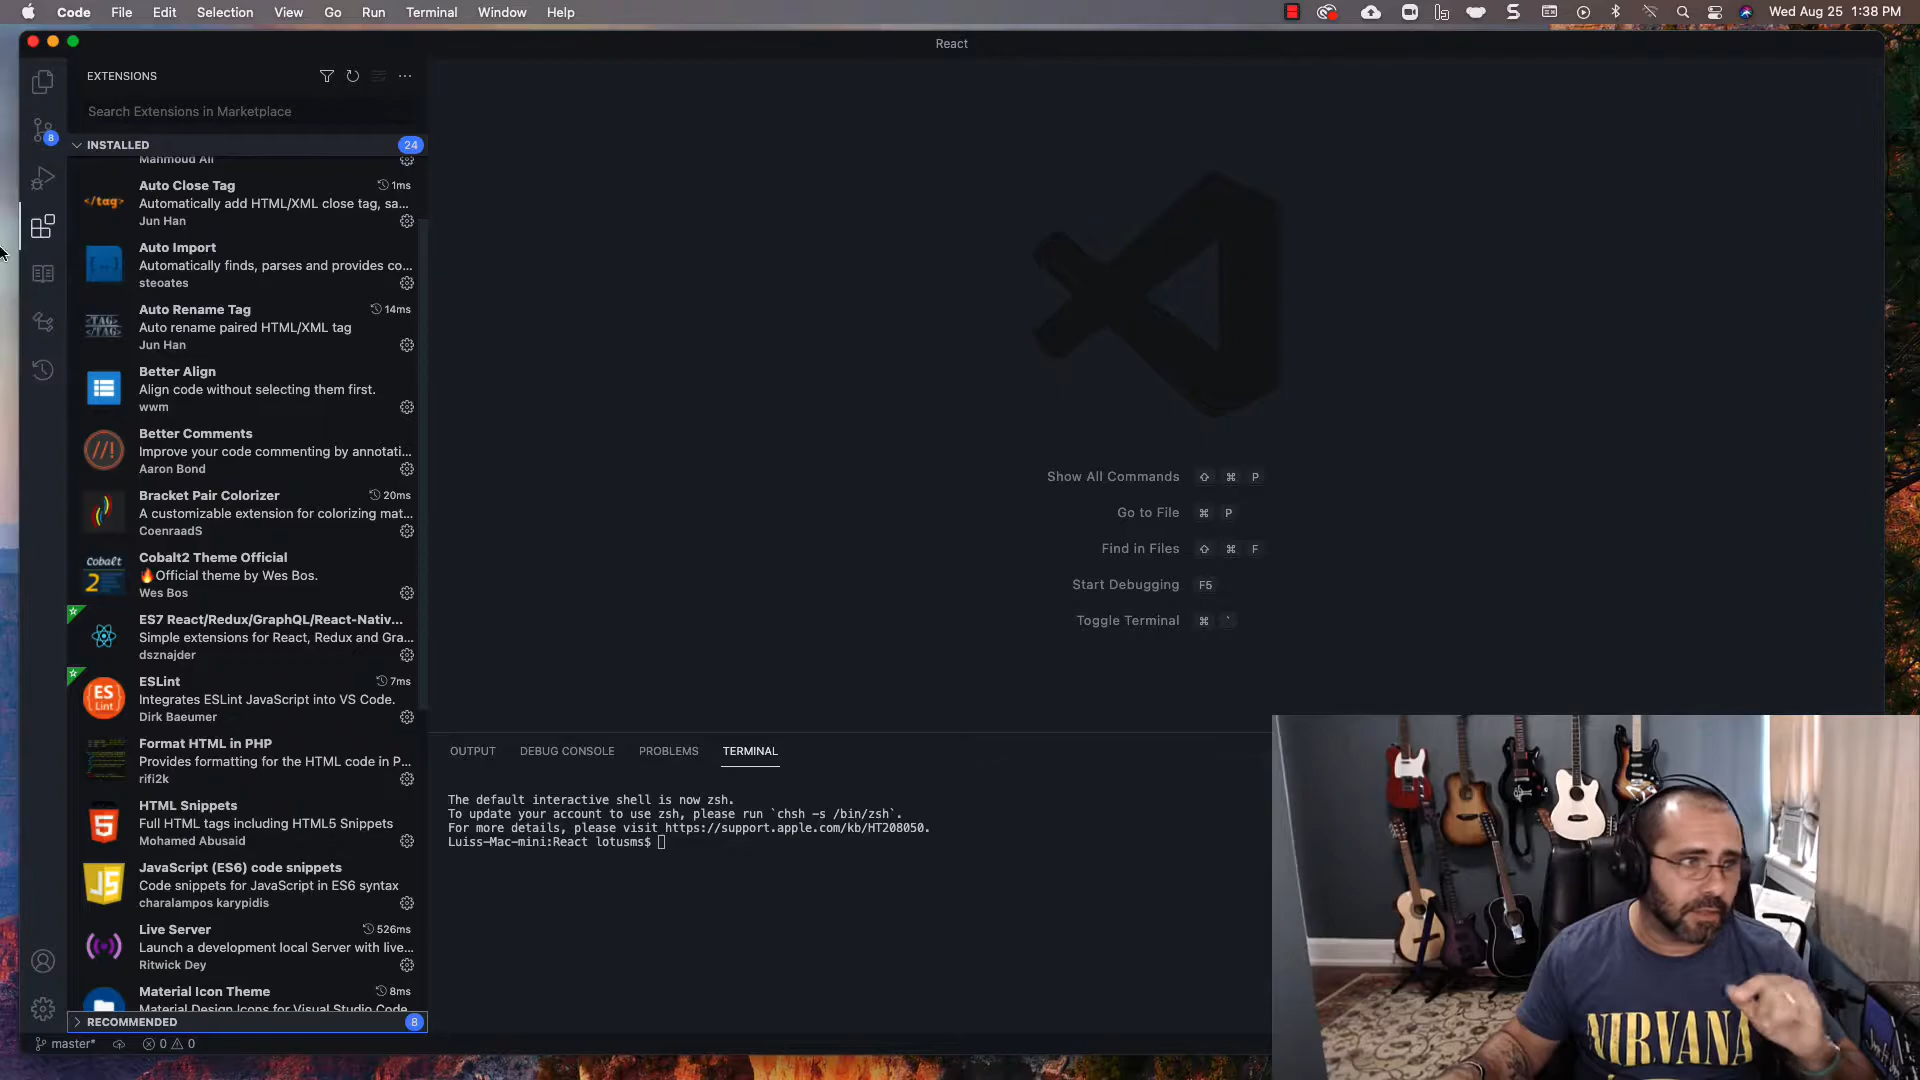 Code File Edit Selection View Go Run Terminal Window Help
Wed Aug 25 1:38 PM
React
EXTENSIONS
Search Extensions in Marketplace
8
INSTALLED 24
Mahmoud Ali
Auto Close Tag 1ms
Automatically add HTML/XML close tag, sa...
Jun Han
Auto Import
Automatically finds, parses and provides co...
steoates
Auto Rename Tag 14ms
Auto rename paired HTML/XML tag
Jun Han
Better Align
Align code without selecting them first.
wwm
Better Comments
Improve your code commenting by annotati...
Aaron Bond
Bracket Pair Colorizer 20ms
A customizable extension for colorizing mat...
CoenraadS
Cobalt2 Theme Official
🔥Official theme by Wes Bos.
Wes Bos
ES7 React/Redux/GraphQL/React-Nativ...
Simple extensions for React, Redux and Gra...
dsznajder
ESLint 7ms
Integrates ESLint JavaScript into VS Code.
Dirk Baeumer
Format HTML in PHP
Provides formatting for the HTML code in P...
rifi2k
HTML Snippets
Full HTML tags including HTML5 Snippets
Mohamed Abusaid
JavaScript (ES6) code snippets
Code snippets for JavaScript in ES6 syntax
charalampos karypidis
Live Server 526ms
Launch a development local Server with live...
Ritwick Dey
Material Icon Theme 8ms
Material Design Icons for Visual Studio Code
RECOMMENDED 8
master* 0 0
Show All Commands ⇧ ⌘ P
Go to File ⌘ P
Find in Files ⇧ ⌘ F
Start Debugging F5
Toggle Terminal ⌘ `
OUTPUT DEBUG CONSOLE PROBLEMS TERMINAL
The default interactive shell is now zsh.
To update your account to use zsh, please run `chsh -s /bin/zsh`.
For more details, please visit https://support.apple.com/kb/HT208050.
Luiss-Mac-mini:React lotusms$
NIRVANA